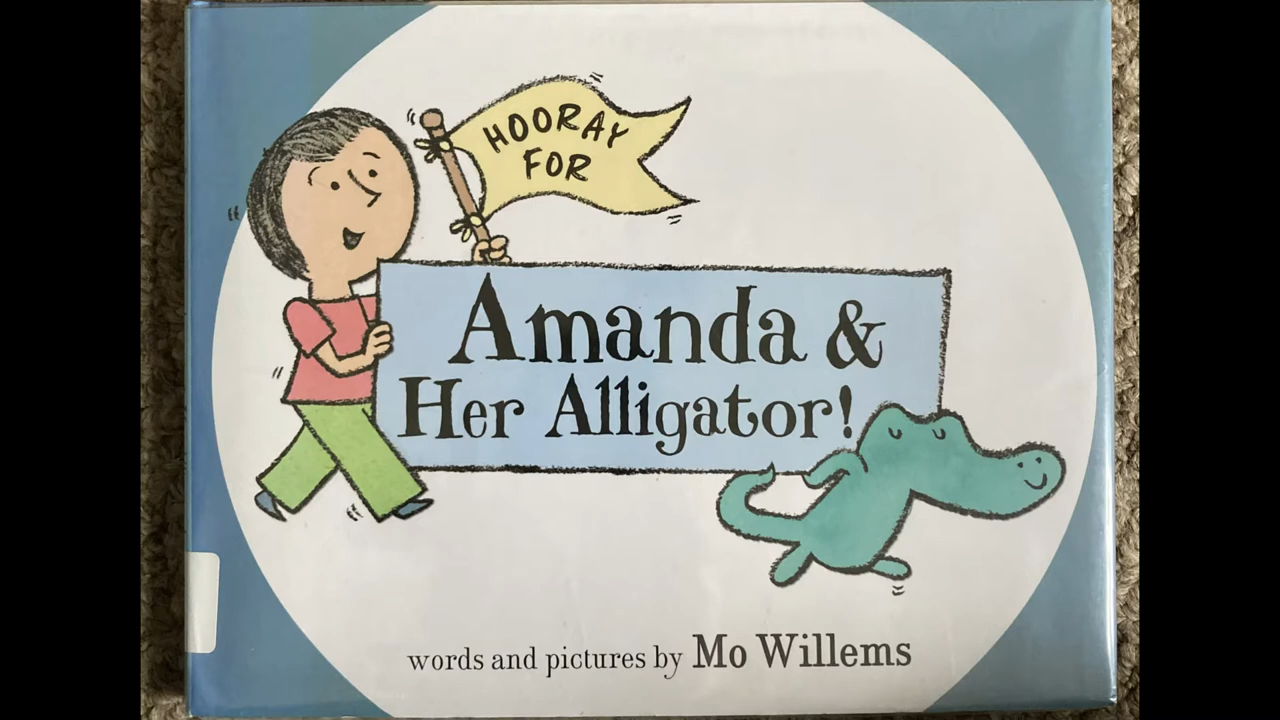 HOORAY
FOR
Amanda &
Her Alligator!
words and pictures by Mo Willems